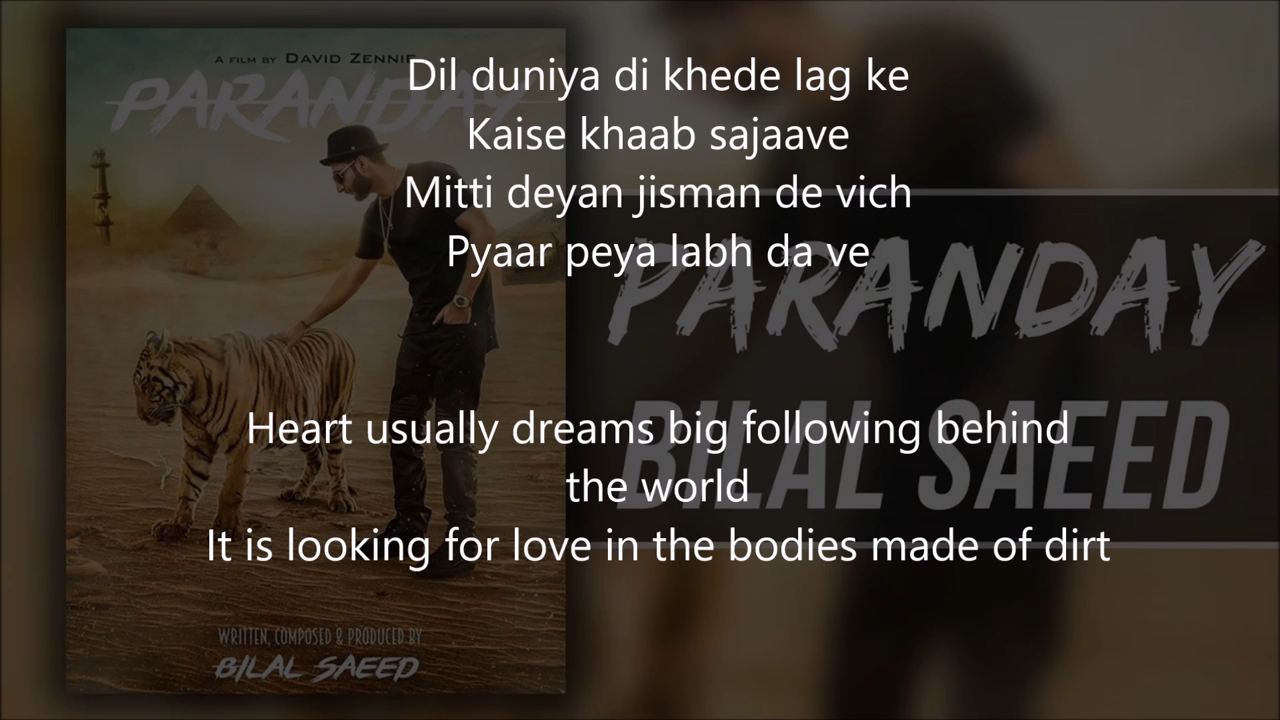 A FILM BY DAVID ZENNIE
PARANDAY
Dil duniya di khede lag ke
Kaise khaab sajaave
Mitti deyan jisman de vich
Pyaar peya labh da ve
PARANDAY
BILAL SAEED
Heart usually dreams big following behind
the world
It is looking for love in the bodies made of dirt
WRITTEN, COMPOSED & PRODUCED BY
BILAL SAEED